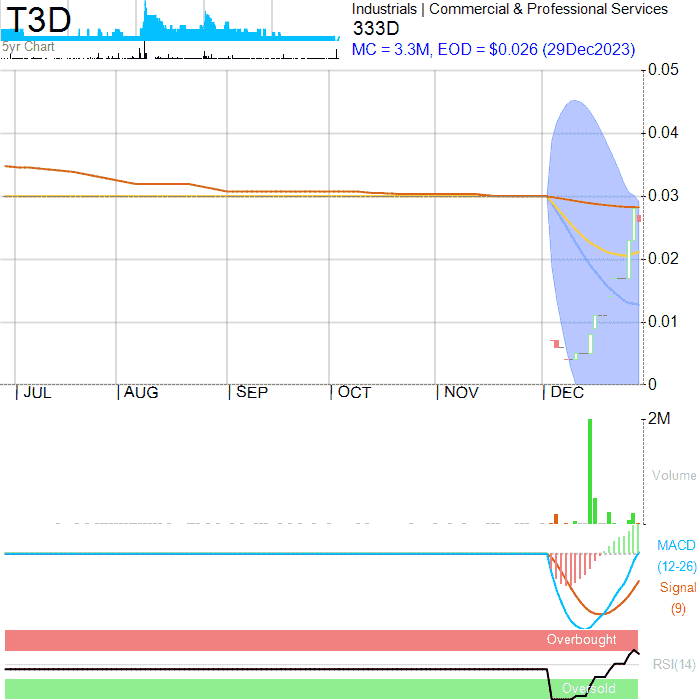 T3D
5yr Chart
Industrials | Commercial & Professional Services
333D
MC = 3.3M, EOD = $0.026 (29Dec2023)
0.05
0.04
0.03
0.02
0.01
0
JUL AUG SEP OCT NOV DEC
2M
Volume
MACD
(12-26)
Signal
(9)
Overbought
RSI(14)
Oversold